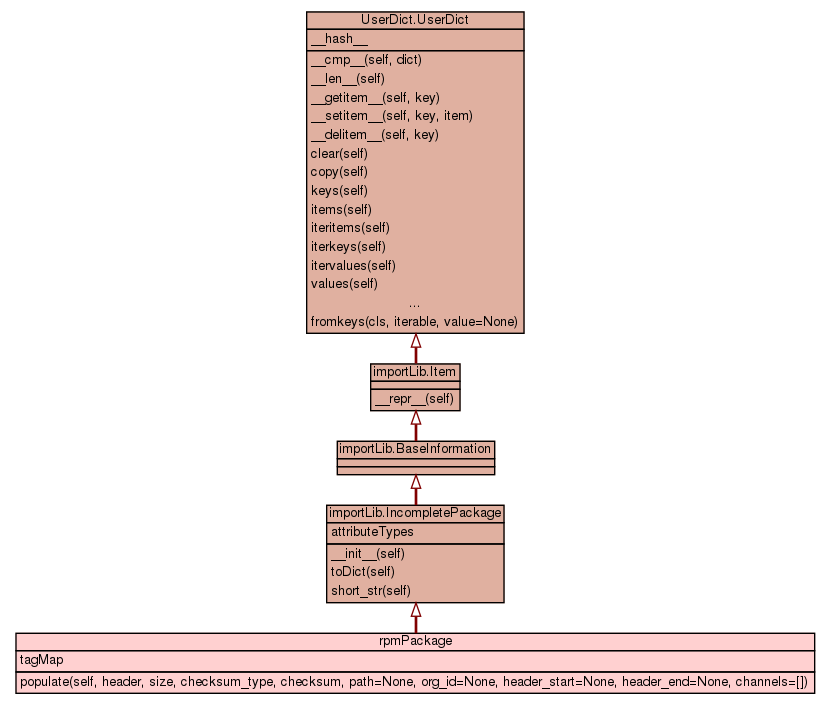 UserDict.UserDict
__hash__
__cmp__(self, dict)
__len__(self)
__getitem__(self, key)
__setitem__(self, key, item)
__delitem__(self, key)
clear(self)
copy(self)
keys(self)
items(self)
iteritems(self)
iterkeys(self)
itervalues(self)
values(self)
...
fromkeys(cls, iterable, value=None)
importLib.Item
__repr__(self)
importLib.BaseInformation
importLib.IncompletePackage
attributeTypes
__init__(self)
toDict(self)
short_str(self)
rpmPackage
tagMap
populate(self, header, size, checksum_type, checksum, path=None, org_id=None, header_start=None, header_end=None, channels=[])